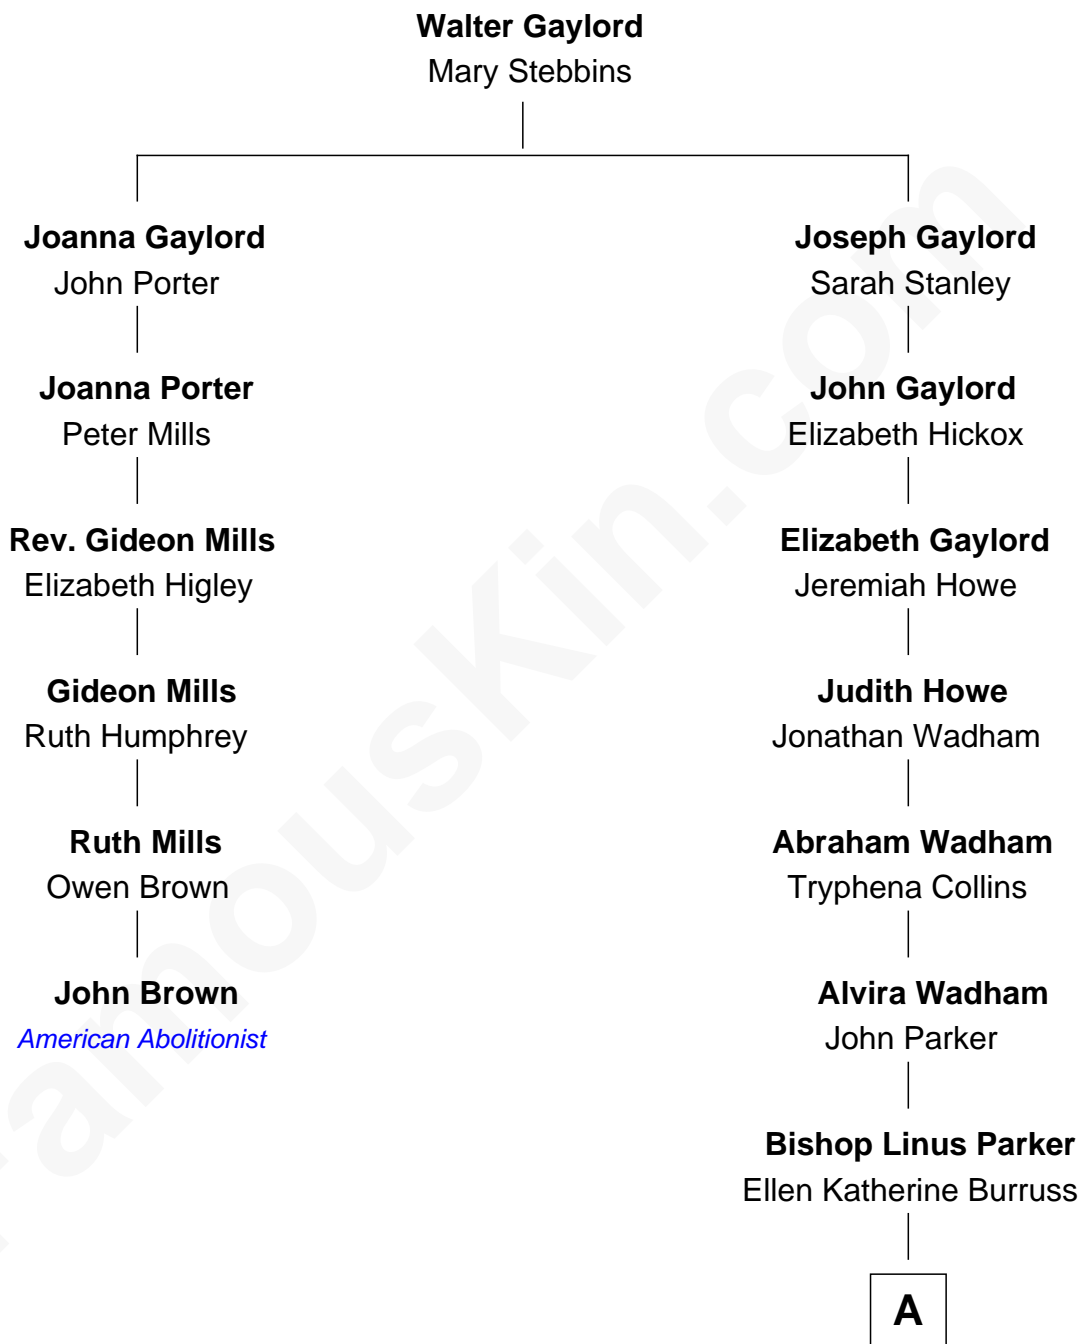 Walter Gaylord
Mary Stebbins
Joanna Gaylord
John Porter
Joseph Gaylord
Sarah Stanley
Joanna Porter
Peter Mills
John Gaylord
Elizabeth Hickox
Rev. Gideon Mills
Elizabeth Higley
Elizabeth Gaylord
Jeremiah Howe
Gideon Mills
Ruth Humphrey
Judith Howe
Jonathan Wadham
Ruth Mills
Owen Brown
Abraham Wadham
Tryphena Collins
John Brown
American Abolitionist
Alvira Wadham
John Parker
Bishop Linus Parker
Ellen Katherine Burruss
A
FamousKin.com